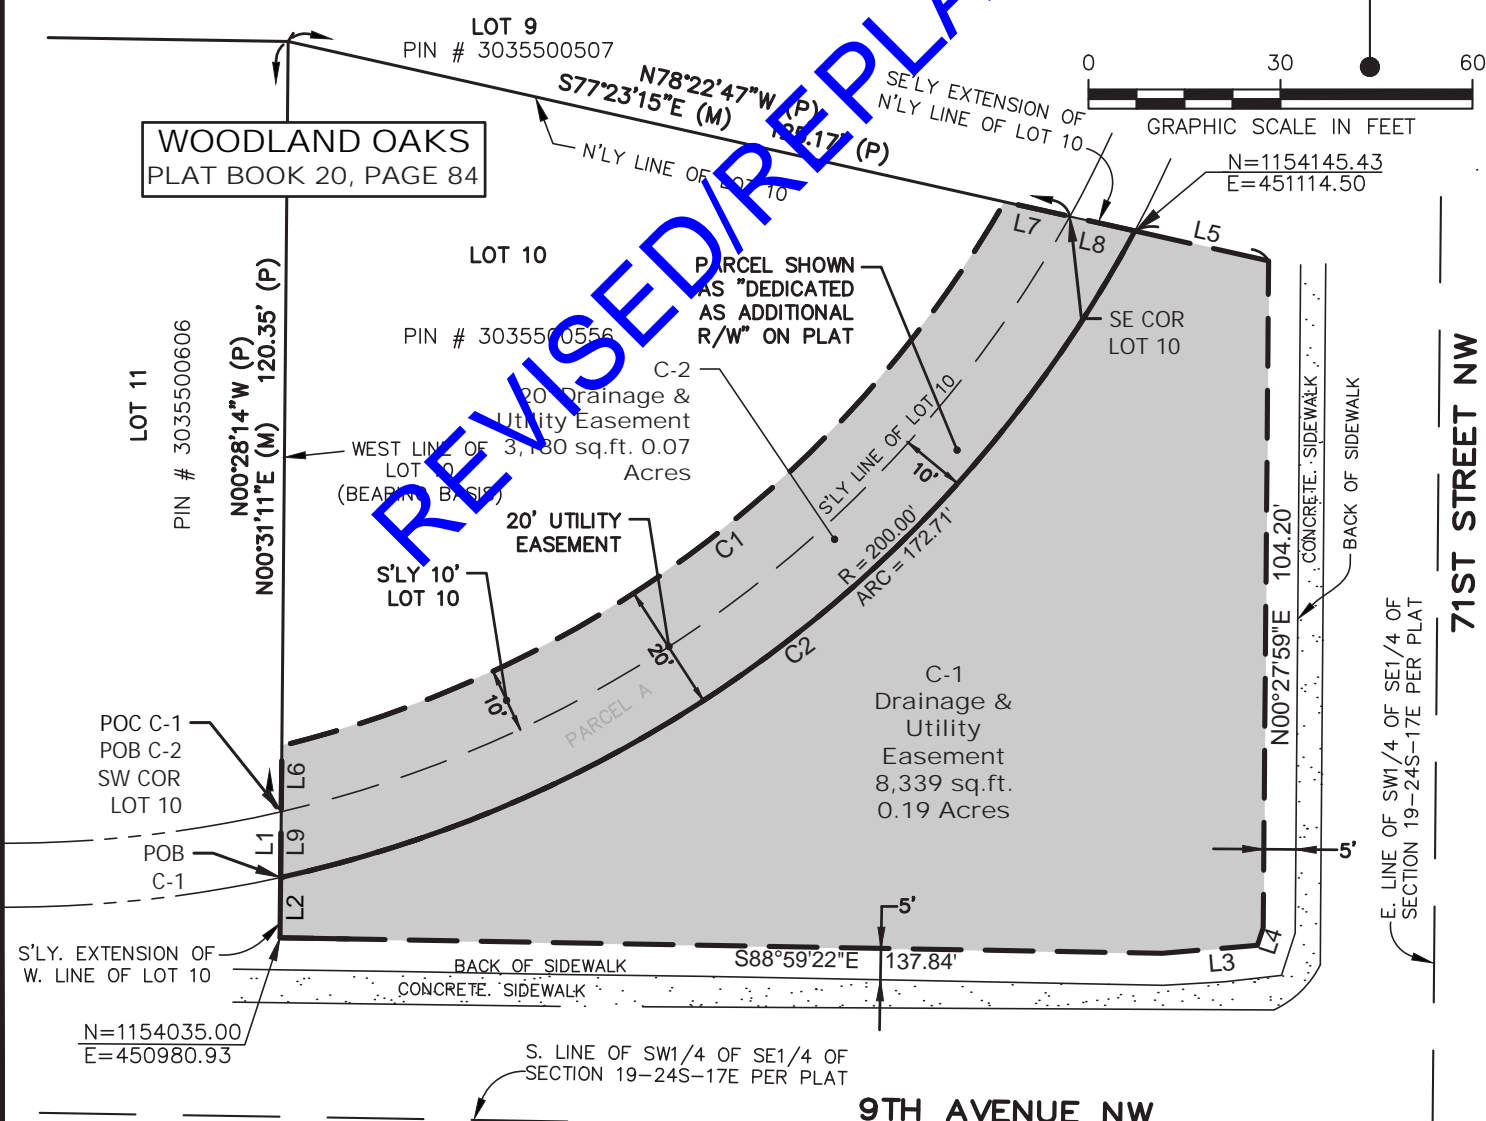 LOT 9
PIN # 3035500507
N78°22'47"W (P)
S77°23'15"E (M)
125.17' (P)
SE'LY EXTENSION OF
N'LY LINE OF LOT 10
0 30 60
GRAPHIC SCALE IN FEET
N=1154145.43
E=451114.50
WOODLAND OAKS
PLAT BOOK 20, PAGE 84
N'LY LINE OF LOT 10
REVISED/REPLA
L7
L8
L5
LOT 10
PIN # 3035500556
PARCEL SHOWN
AS "DEDICATED
AS ADDITIONAL
R/W" ON PLAT
SE COR
LOT 10
C-2
20' Drainage &
Utility Easement
3,180 sq.ft. 0.07
Acres
LOT 11
PIN # 3035500606
N00°28'14"W (P)
N00°31'11"E (M) 120.35' (P)
WEST LINE OF
LOT 10
(BEARING BASIS)
20' UTILITY
EASEMENT
S'LY 10'
LOT 10
S'LY LINE OF LOT 10
10'
R = 200.00'
ARC = 172.71'
C1
C2
20'
10'
PARCEL A
C-1
Drainage &
Utility
Easement
8,339 sq.ft.
0.19 Acres
N00°27'59"E 104.20'
CONCRETE. SIDEWALK
BACK OF SIDEWALK
71ST STREET NW
E. LINE OF SW1/4 OF SE1/4 OF
SECTION 19-24S-17E PER PLAT
POC C-1
POB C-2
SW COR
LOT 10
L6
L1
L9
POB
C-1
L2
5'
5'
S'LY. EXTENSION OF
W. LINE OF LOT 10
S88°59'22"E 137.84'
L3
L4
BACK OF SIDEWALK
CONCRETE. SIDEWALK
N=1154035.00
E=450980.93
S. LINE OF SW1/4 OF SE1/4 OF
SECTION 19-24S-17E PER PLAT
9TH AVENUE NW